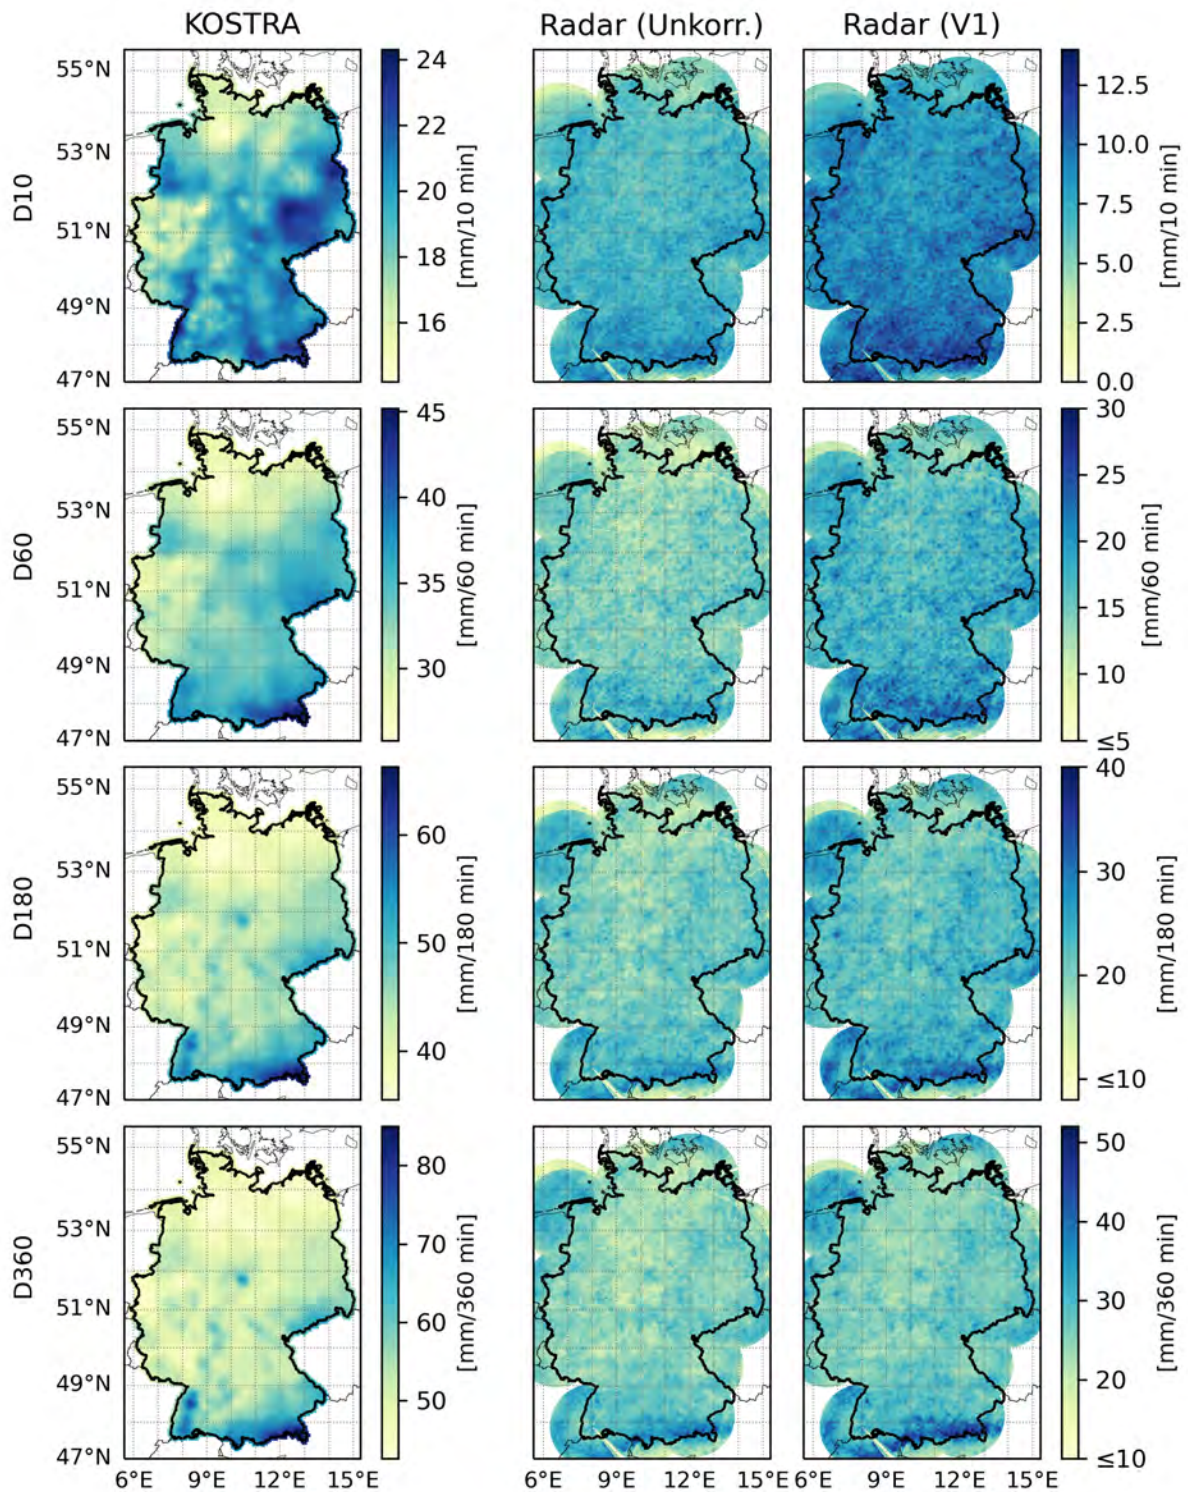 KOSTRA Radar (Unkorr.) Radar (V1)
D10
55°N
53°N
51°N
49°N
47°N
24
22
20
18
16
[mm/10 min]
12.5
10.0
7.5
5.0
2.5
0.0
[mm/10 min]
D60
55°N
53°N
51°N
49°N
47°N
45
40
35
30
[mm/60 min]
30
25
20
15
10
≤5
[mm/60 min]
D180
55°N
53°N
51°N
49°N
47°N
60
50
40
[mm/180 min]
40
30
20
≤10
[mm/180 min]
D360
55°N
53°N
51°N
49°N
47°N
80
70
60
50
[mm/360 min]
50
40
30
20
≤10
[mm/360 min]
6°E 9°E 12°E 15°E 6°E 9°E 12°E 15°E 6°E 9°E 12°E 15°E